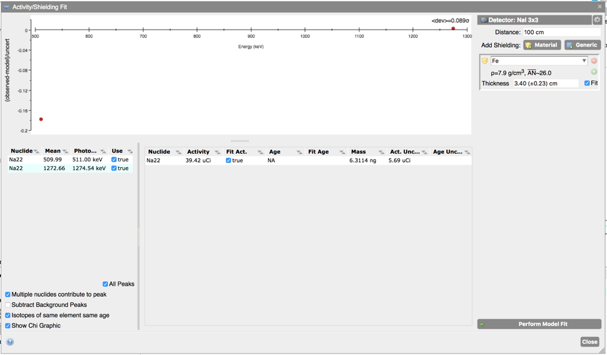 Activity/Shielding Fit
<dev>=0.089σ
0
-0.04
-0.08
-0.12
-0.16
-0.2
(observed-model)/uncert
500 600 700 800 900 1000 1100 1200 1300
Energy (keV)
Nuclide Mean Photo... Use
Na22 509.99 511.00 keV true
Na22 1272.66 1274.54 keV true
All Peaks
Multiple nuclides contribute to peak
Subtract Background Peaks
Isotopes of same element same age
Show Chi Graphic
Nuclide Activity Fit Act. Age Fit Age Mass Act. Unc... Age Unc...
Na22 39.42 uCi true NA 6.3114 ng 5.69 uCi
Detector: NaI 3x3
Distance: 100 cm
Add Shielding: Material Generic
Fe
ρ=7.9 g/cm3, AN~26.0
Thickness 3.40 (±0.23) cm Fit
Perform Model Fit
Close